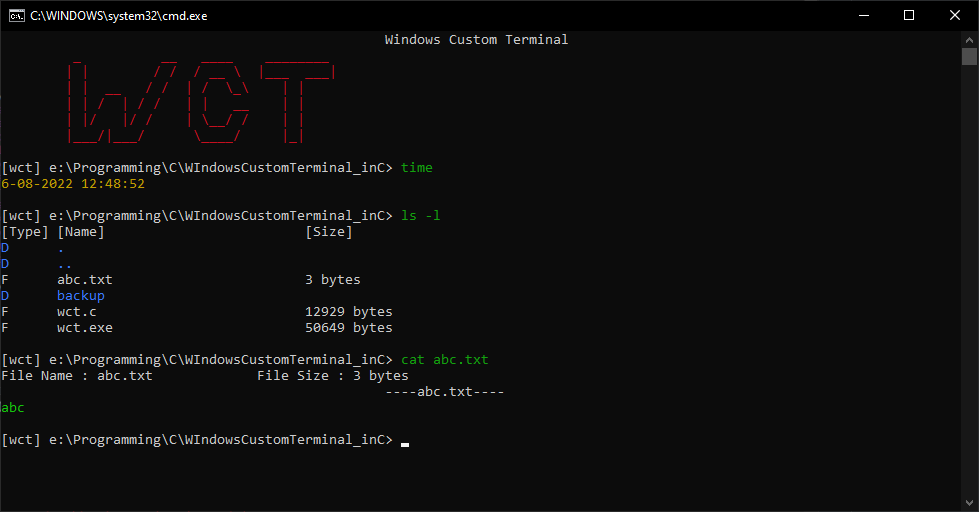 C:\WINDOWS\system32\cmd.exe
Windows Custom Terminal
WCT
[wct] e:\Programming\C\WIndowsCustomTerminal_inC> time
6-08-2022 12:48:52
[wct] e:\Programming\C\WIndowsCustomTerminal_inC> ls -l
[Type] [Name] [Size]
D .
D ..
F abc.txt 3 bytes
D backup
F wct.c 12929 bytes
F wct.exe 50649 bytes
[wct] e:\Programming\C\WIndowsCustomTerminal_inC> cat abc.txt
File Name : abc.txt File Size : 3 bytes
----abc.txt----
abc
[wct] e:\Programming\C\WIndowsCustomTerminal_inC>